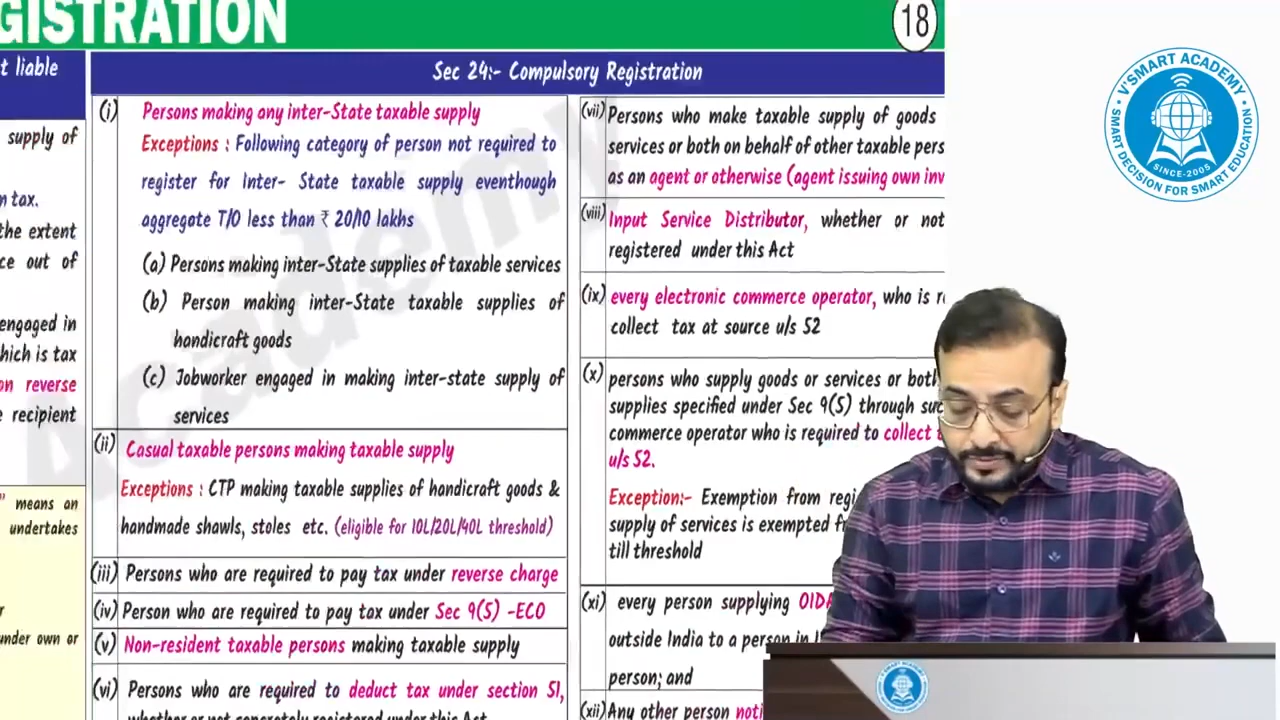 GISTRATION
18
t liable
supply of
n tax.
the extent
ce out of
engaged in
hich is tax
on reverse
e recipient
" means an
undertakes
r
under own or
Sec 24:- Compulsory Registration
(i) Persons making any inter-State taxable supply
Exceptions : Following category of person not required to
register for Inter- State taxable supply eventhough
aggregate T/O less than ₹ 20/10 lakhs
(a) Persons making inter-State supplies of taxable services
(b) Person making inter-State taxable supplies of
handicraft goods
(c) Jobworker engaged in making inter-state supply of
services
(ii) Casual taxable persons making taxable supply
Exceptions : CTP making taxable supplies of handicraft goods &
handmade shawls, stoles etc. (eligible for 10L/20L/40L threshold)
(iii) Persons who are required to pay tax under reverse charge
(iv) Person who are required to pay tax under Sec 9(5) -ECO
(v) Non-resident taxable persons making taxable supply
(vi) Persons who are required to deduct tax under section 51,
whether or not separately registered under this Act
(vii) Persons who make taxable supply of goods
services or both on behalf of other taxable pers
as an agent or otherwise (agent issuing own inv
(viii) Input Service Distributor, whether or not
registered under this Act
(ix) every electronic commerce operator, who is r
collect tax at source u/s 52
(x) persons who supply goods or services or both
supplies specified under Sec 9(5) through suc
commerce operator who is required to collect
u/s 52.
Exception:- Exemption from regi
supply of services is exempted f
till threshold
(xi) every person supplying OIDA
outside India to a person in I
person; and
(xii) Any other person noti
Academy
V'SMART ACADEMY
SINCE-2005
SMART DECISION FOR SMART EDUCATION